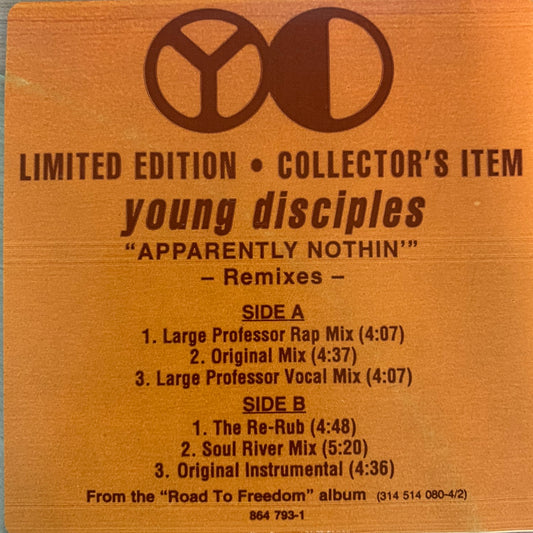 LIMITED EDITION • COLLECTOR'S ITEM
young disciples
“APPARENTLY NOTHIN’”
– Remixes –
SIDE A
1. Large Professor Rap Mix (4:07)
2. Original Mix (4:37)
3. Large Professor Vocal Mix (4:07)
SIDE B
1. The Re-Rub (4:48)
2. Soul River Mix (5:20)
3. Original Instrumental (4:36)
From the “Road To Freedom” album (314 514 080-4/2)
864 793-1